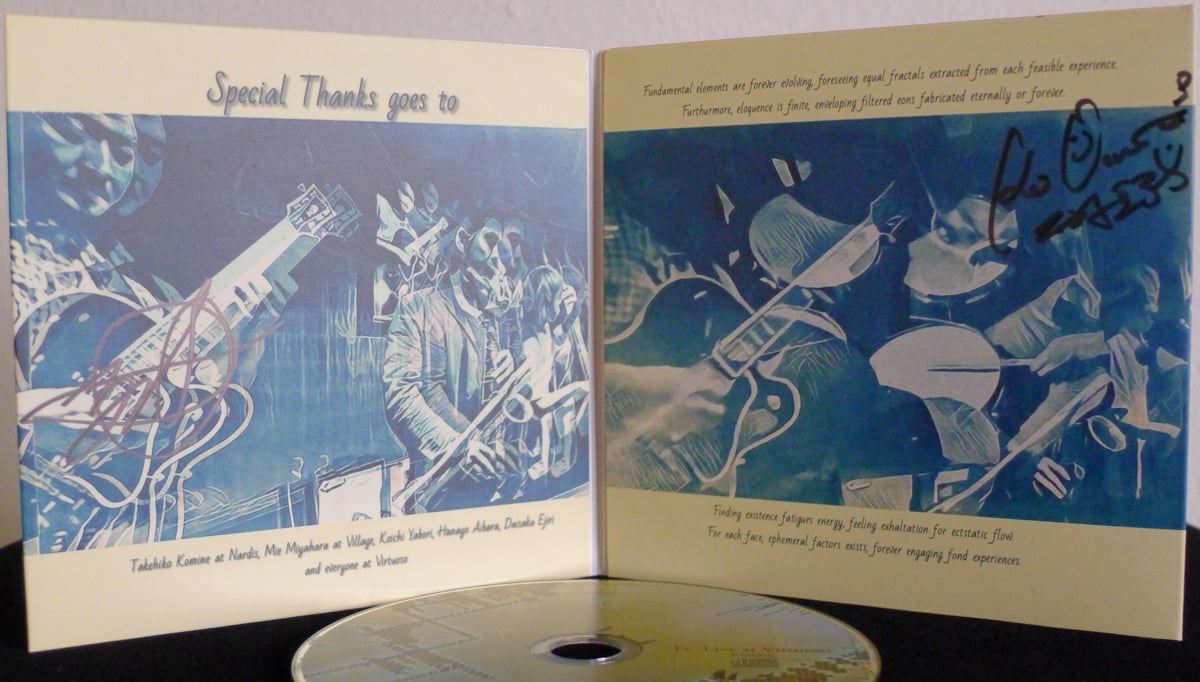 Special Thanks goes to
Takehiko Komine at Nardis, Mie Miyahara at Village, Koichi Yabori, Hanayo Aihara, Daisaku Ejiri
and everyone at Virtuoso
Fundamental elements are forever evolving, foreseeing equal fractals extracted from each feasible experience.
Furthermore, eloquence is finite, enveloping filtered eons fabricated eternally or forever.
Finding existence fatigues energy, feeling exhaltation for ectstatic flow.
For each face, ephemeral factors exists, forever engaging fond experiences.
Live at Virtuoso